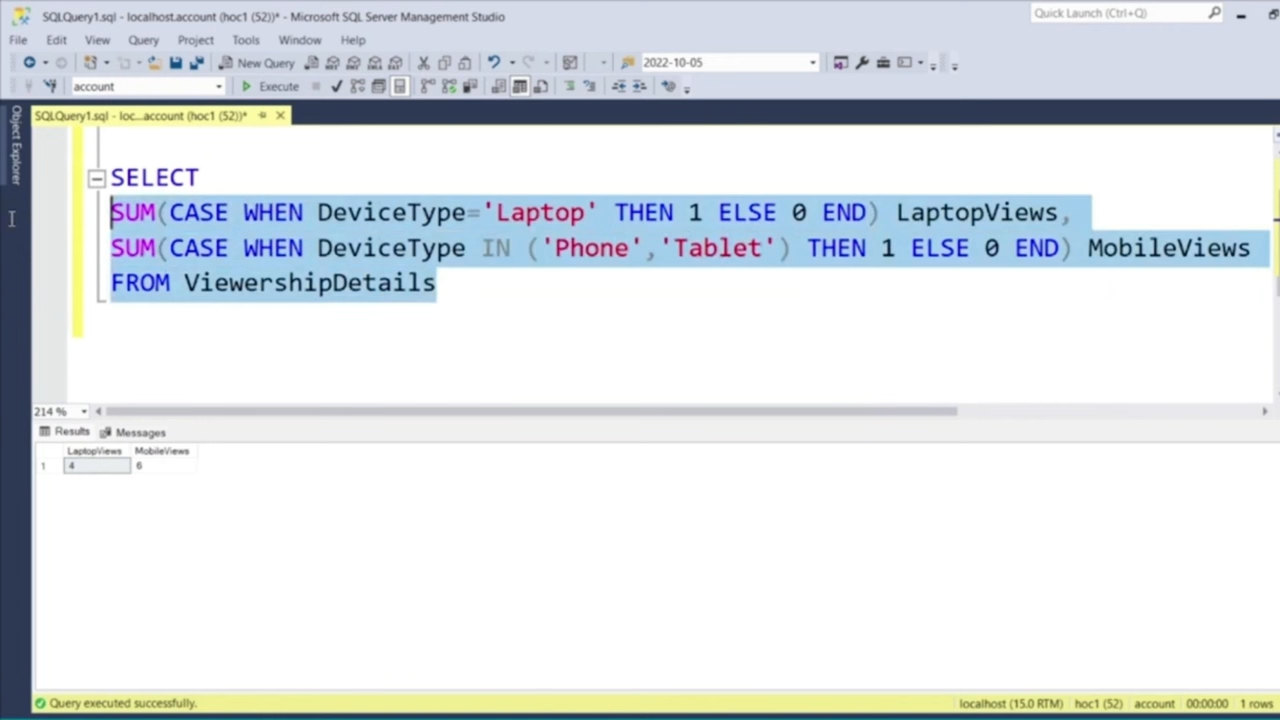 SQLQuery1.sql - localhost.account (hoc1 (52))* - Microsoft SQL Server Management Studio
Quick Launch (Ctrl+Q)
File Edit View Query Project Tools Window Help
New Query
2022-10-05
account
Execute
SQLQuery1.sql - loc...account (hoc1 (52))*
Object Explorer
SELECT
SUM(CASE WHEN DeviceType='Laptop' THEN 1 ELSE 0 END) LaptopViews,
SUM(CASE WHEN DeviceType IN ('Phone','Tablet') THEN 1 ELSE 0 END) MobileViews
FROM ViewershipDetails
214 %
Results Messages
LaptopViews MobileViews
1 4 6
Query executed successfully.
localhost (15.0 RTM) hoc1 (52) account 00:00:00 1 rows